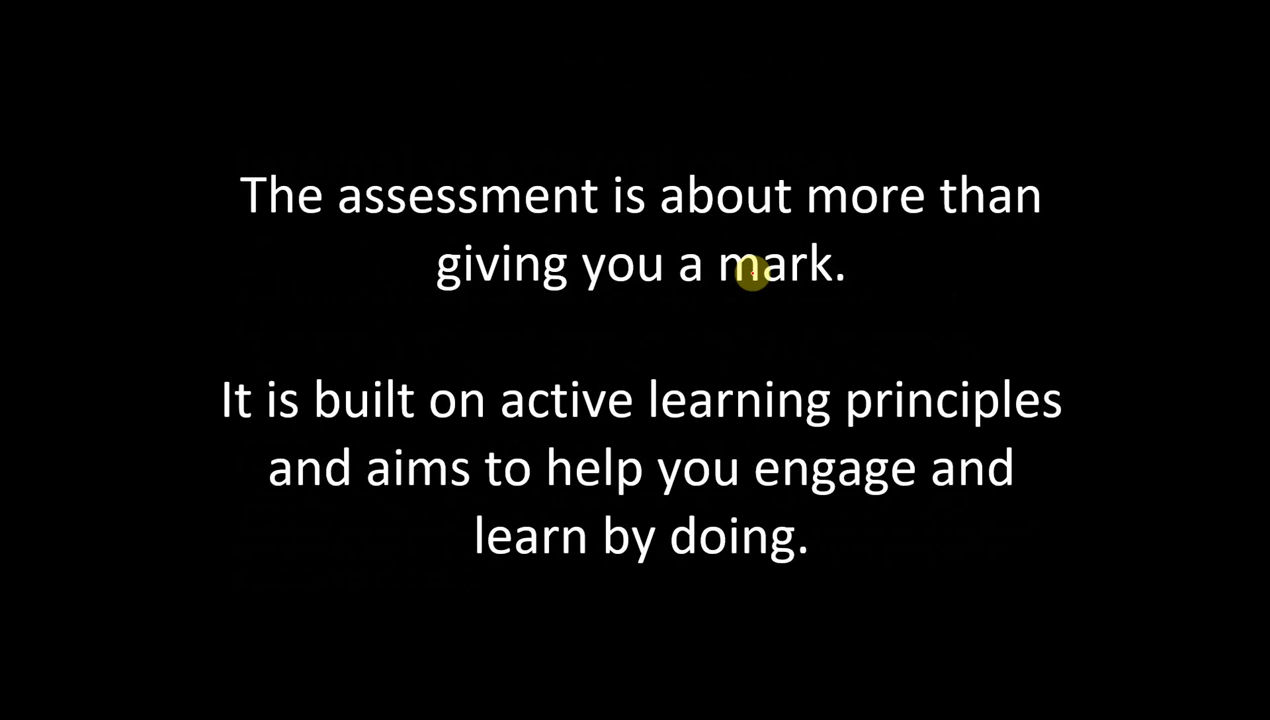 The assessment is about more than
giving you a mark.
It is built on active learning principles
and aims to help you engage and
learn by doing.